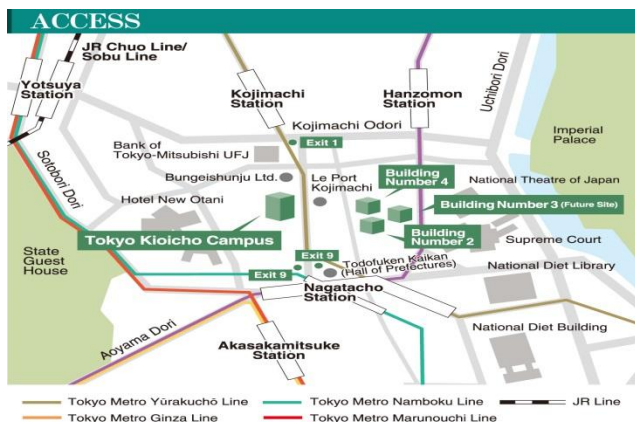 ACCESS
JR Chuo Line/
Sobu Line
Yotsuya
Station
Kojimachi
Station
Hanzomon
Station
Uchibori Dori
Kojimachi Odori
Imperial
Palace
Exit 1
Bank of
Tokyo-Mitsubishi UFJ
Bungeishunju Ltd.
Le Port
Kojimachi
Building
Number 4
National Theatre of Japan
Sotobori Dori
Hotel New Otani
Building Number 3 (Future Site)
Tokyo Kioicho Campus
Building
Number 2
Supreme Court
State
Guest
House
Exit 9
Exit 9
Todofuken Kaikan
(Hall of Prefectures)
National Diet Library
Nagatacho
Station
Aoyama Dori
Akasakamitsuke
Station
National Diet Building
Tokyo Metro Yūrakuchō Line
Tokyo Metro Namboku Line
JR Line
Tokyo Metro Ginza Line
Tokyo Metro Marunouchi Line